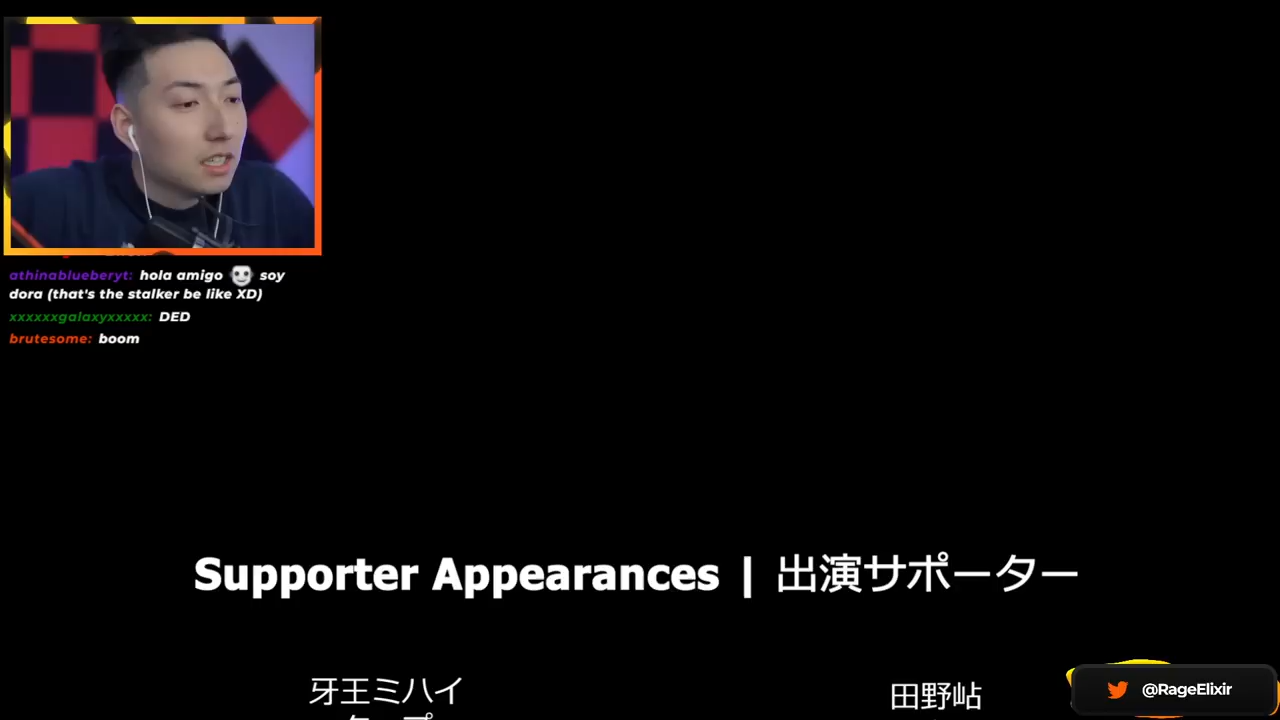 athinablueberyt: hola amigo soy
dora (that's the stalker be like XD)
xxxxxxgalaxyxxxxx: DED
brutesome: boom
Supporter Appearances | 出演サポーター
牙王ミハイ
田野岾
@RageElixir